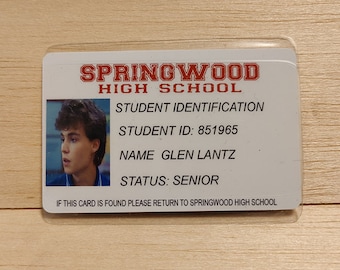 SPRINGWOOD
HIGH SCHOOL
STUDENT IDENTIFICATION
STUDENT ID: 851965
NAME GLEN LANTZ
STATUS: SENIOR
IF THIS CARD IS FOUND PLEASE RETURN TO SPRINGWOOD HIGH SCHOOL